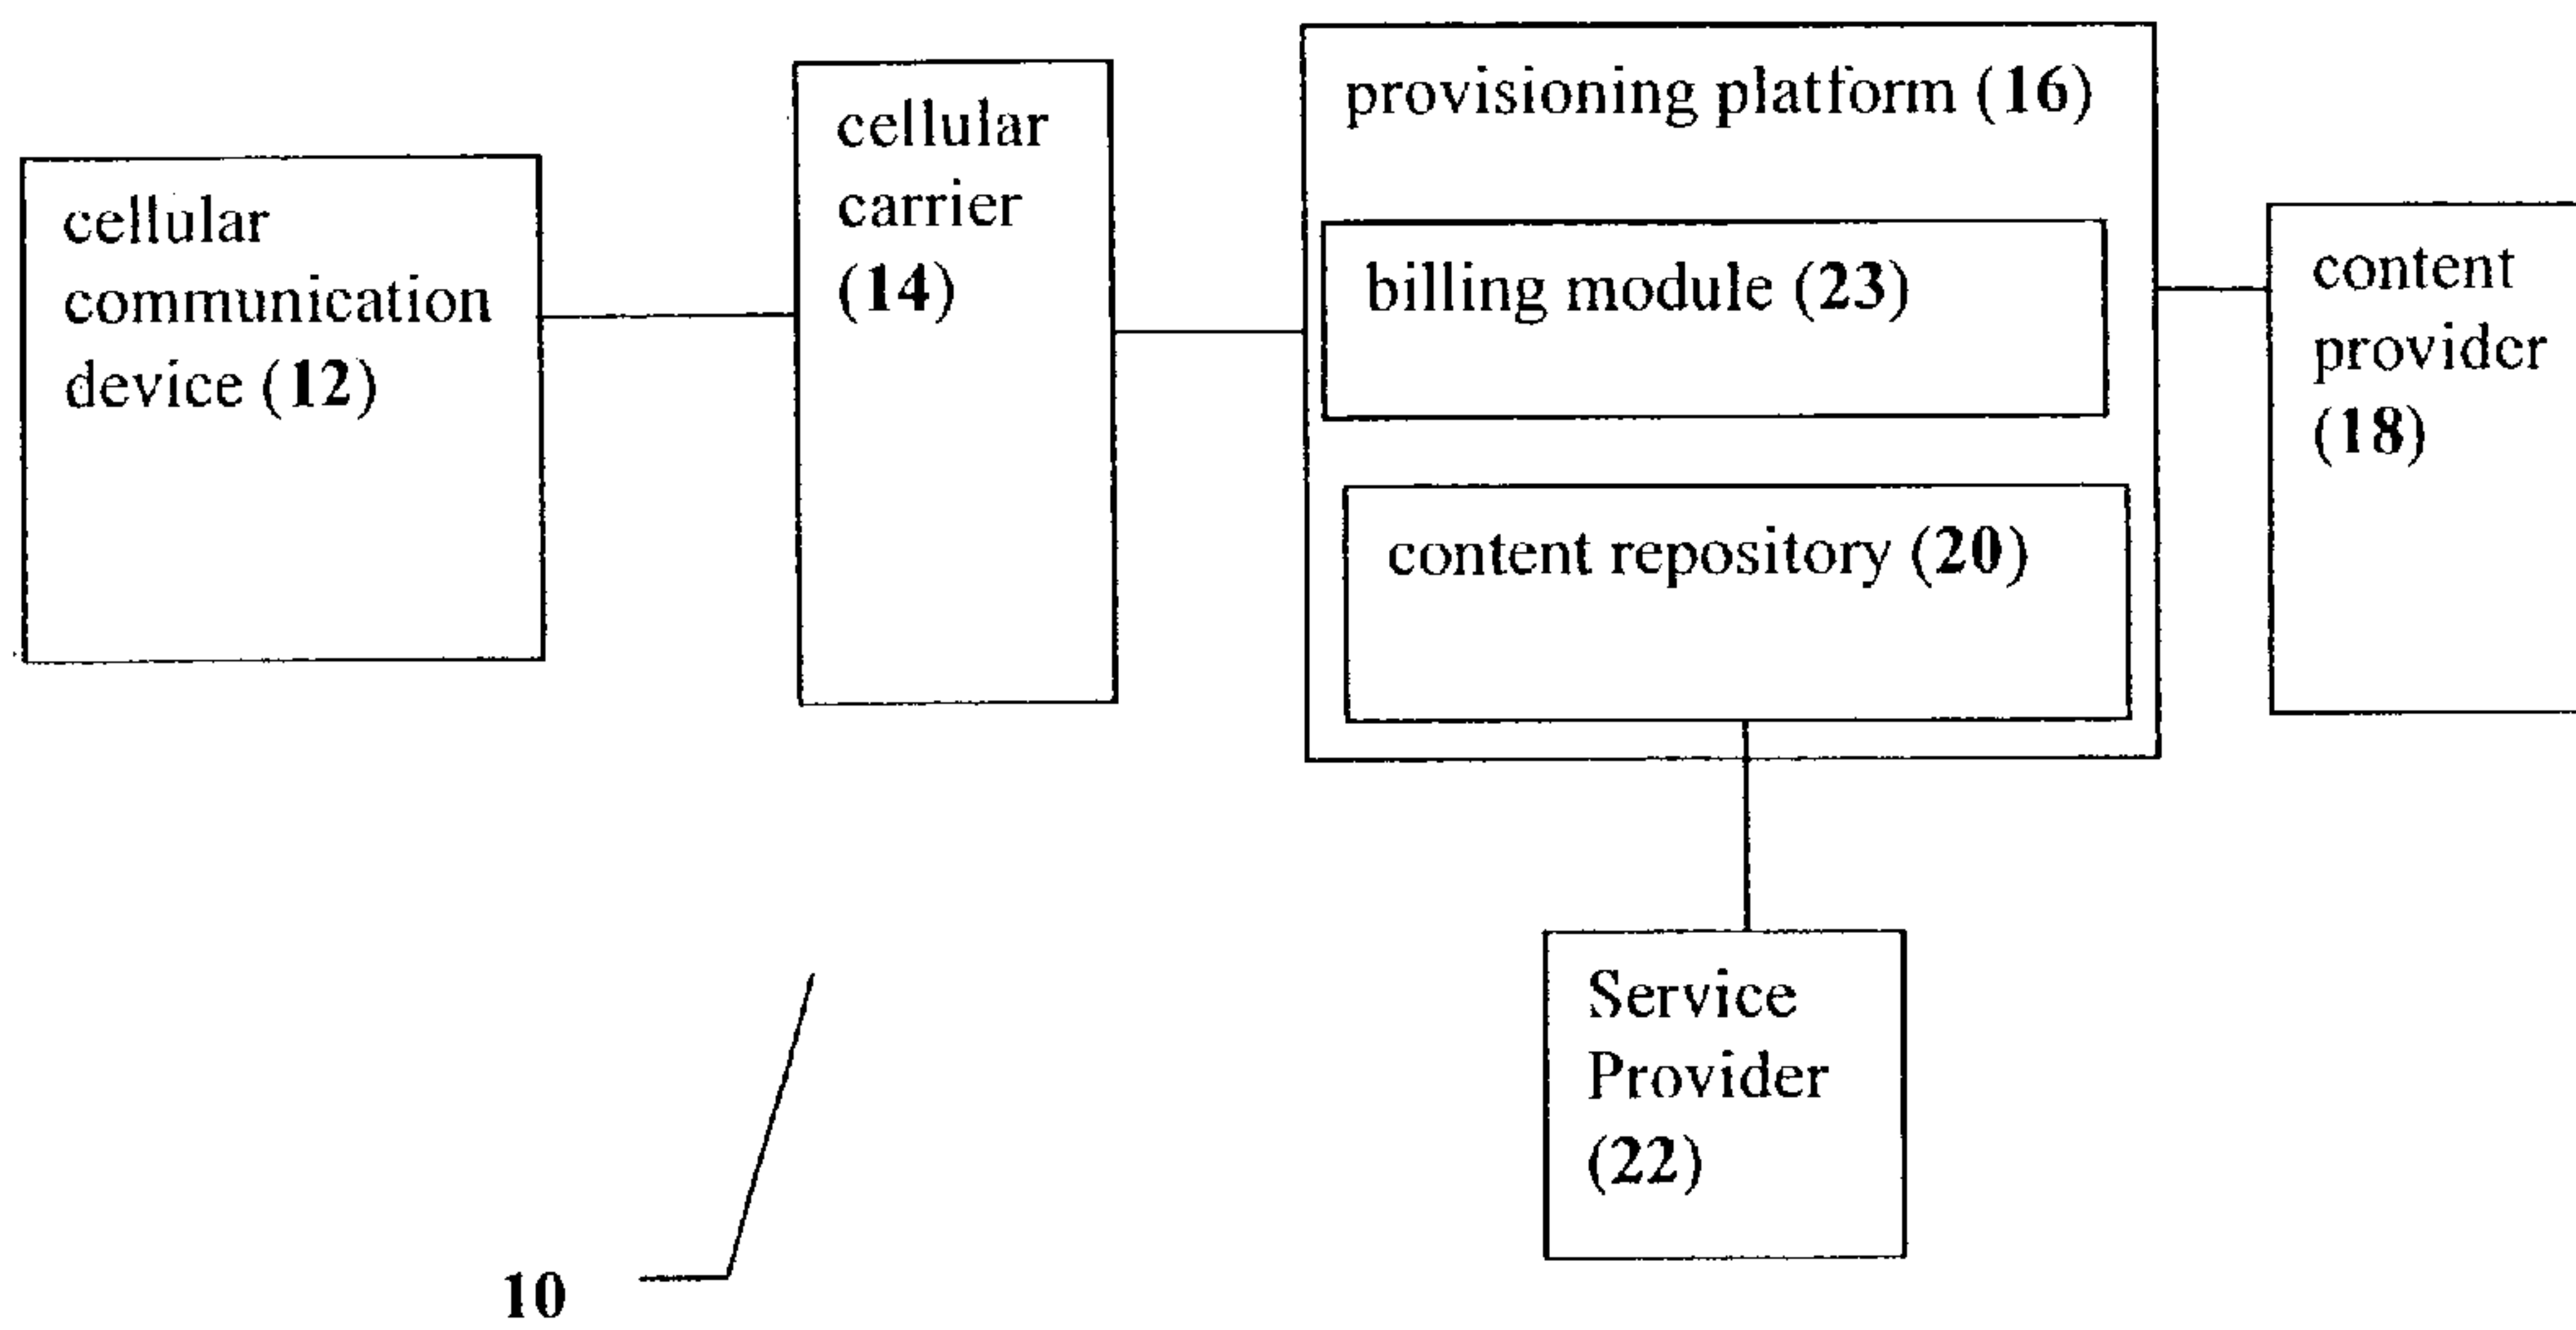 cellular
communication
device (12)
cellular
carrier
(14)
provisioning platform (16)
billing module (23)
content repository (20)
content
provider
(18)
Service
Provider
(22)
10